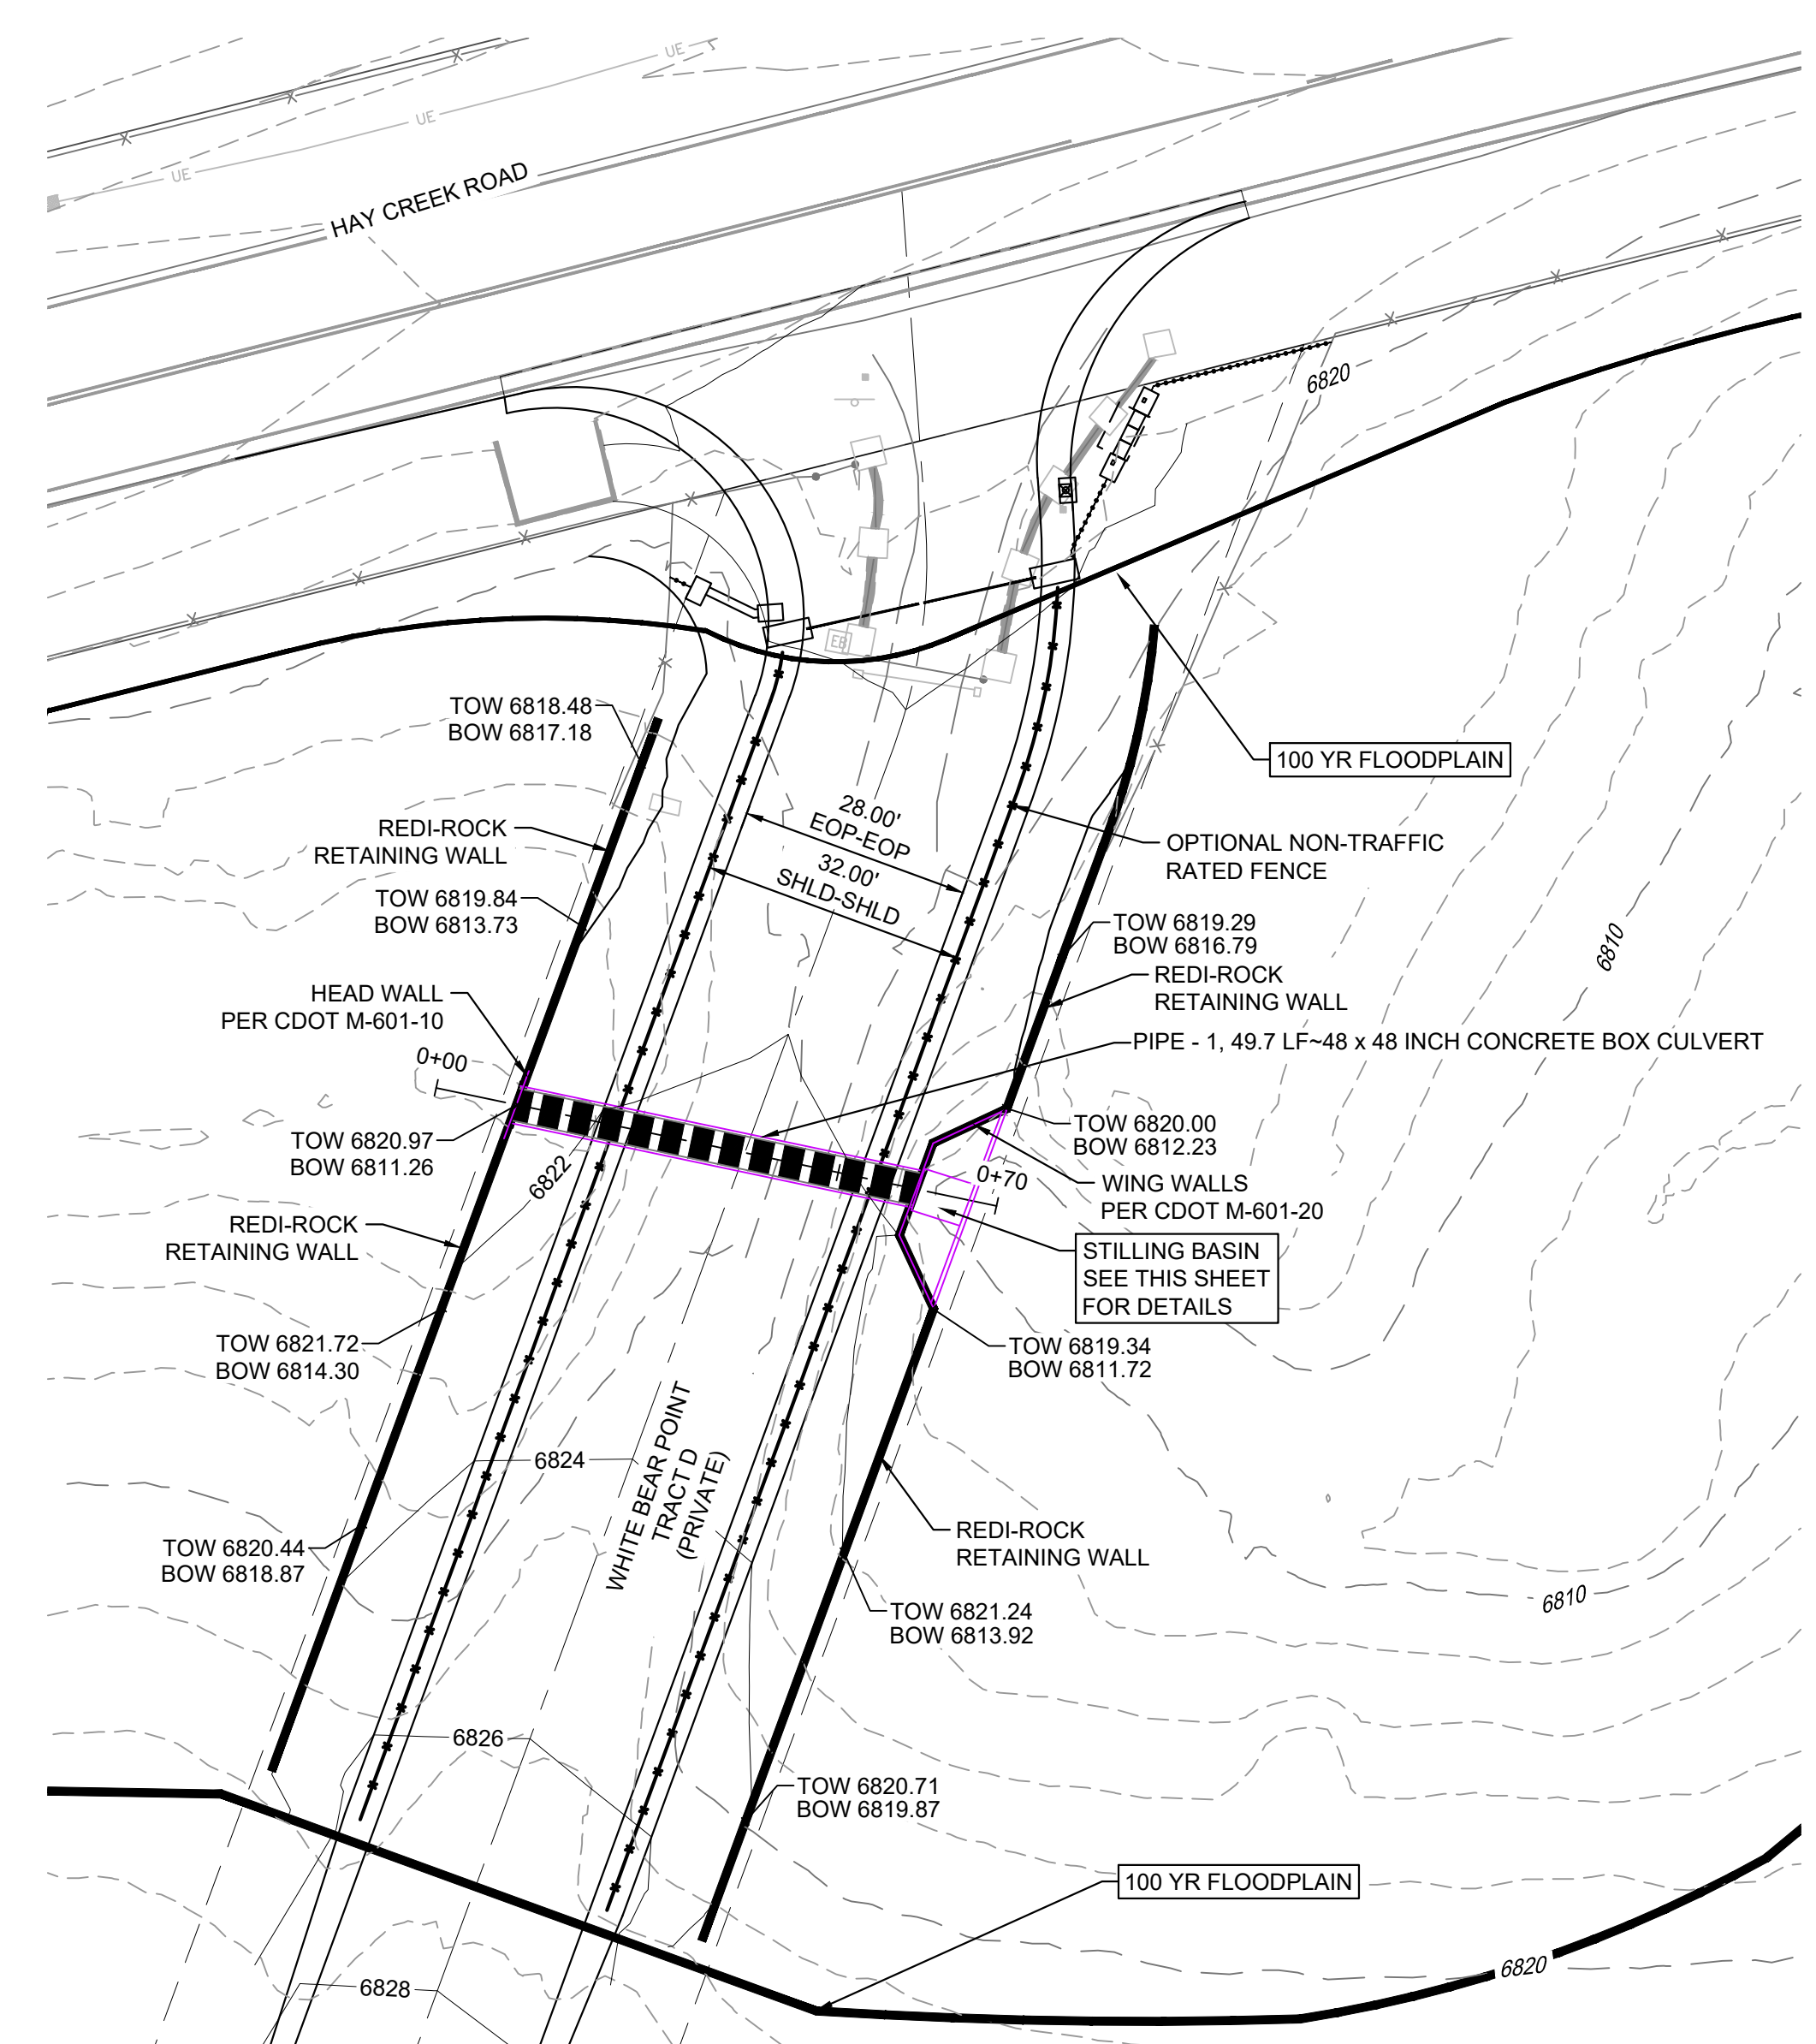 UE
UE
UE
HAY CREEK ROAD
6820
EB
TOW 6818.48
BOW 6817.18
100 YR FLOODPLAIN
28.00'
EOP-EOP
32.00'
SHLD-SHLD
REDI-ROCK
RETAINING WALL
OPTIONAL NON-TRAFFIC
RATED FENCE
TOW 6819.84
BOW 6813.73
TOW 6819.29
BOW 6816.79
6810
REDI-ROCK
RETAINING WALL
HEAD WALL
PER CDOT M-601-10
PIPE - 1, 49.7 LF~48 x 48 INCH CONCRETE BOX CULVERT
0+00
TOW 6820.97
BOW 6811.26
TOW 6820.00
BOW 6812.23
6822
0+70
WING WALLS
PER CDOT M-601-20
REDI-ROCK
RETAINING WALL
STILLING BASIN
SEE THIS SHEET
FOR DETAILS
TOW 6821.72
BOW 6814.30
TOW 6819.34
BOW 6811.72
6824
WHITE BEAR POINT
TRACT D
(PRIVATE)
REDI-ROCK
RETAINING WALL
TOW 6820.44
BOW 6818.87
TOW 6821.24
BOW 6813.92
6810
6826
TOW 6820.71
BOW 6819.87
100 YR FLOODPLAIN
6820
6828